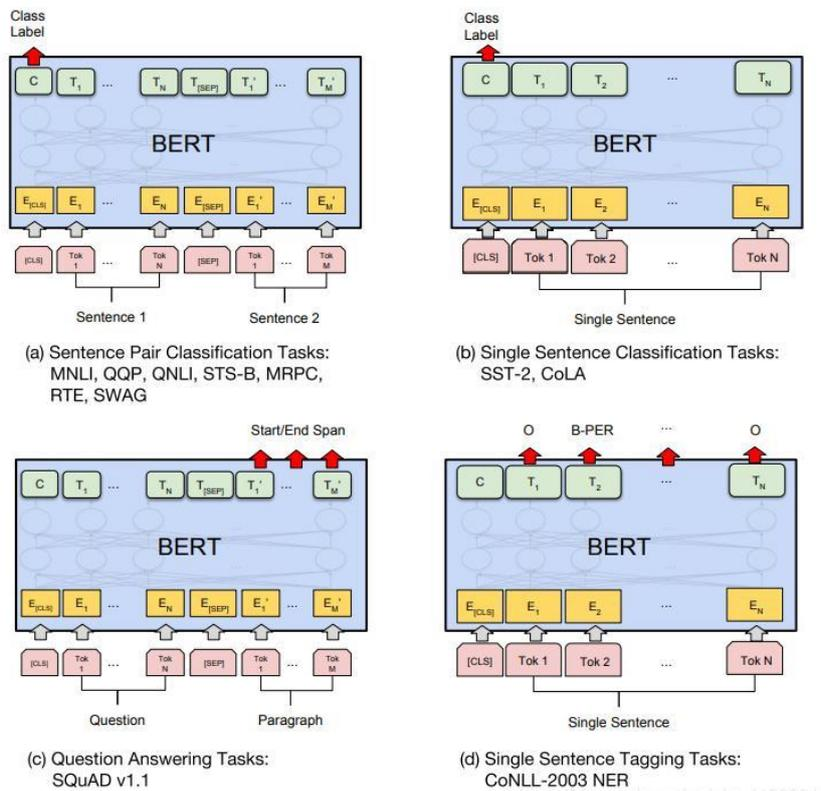 Class
Label
C T1 ... TN T[SEP] T1' ... TM'
BERT
E[CLS] E1 ... EN E[SEP] E1' ... EM'
[CLS] Tok 1 ... Tok N [SEP] Tok 1 ... Tok M
Sentence 1 Sentence 2
(a) Sentence Pair Classification Tasks:
MNLI, QQP, QNLI, STS-B, MRPC,
RTE, SWAG
Class
Label
C T1 T2 ... TN
BERT
E[CLS] E1 E2 EN
[CLS] Tok 1 Tok 2 ... Tok N
Single Sentence
(b) Single Sentence Classification Tasks:
SST-2, CoLA
Start/End Span
C T1 ... TN T[SEP] T1' ... TM'
BERT
E[CLS] E1 ... EN E[SEP] E1' ... EM'
[CLS] Tok 1 ... Tok N [SEP] Tok 1 ... Tok M
Question Paragraph
(c) Question Answering Tasks:
SQuAD v1.1
O B-PER ... O
C T1 T2 ... TN
BERT
E[CLS] E1 E2 ... EN
[CLS] Tok 1 Tok 2 ... Tok N
Single Sentence
(d) Single Sentence Tagging Tasks:
CoNLL-2003 NER